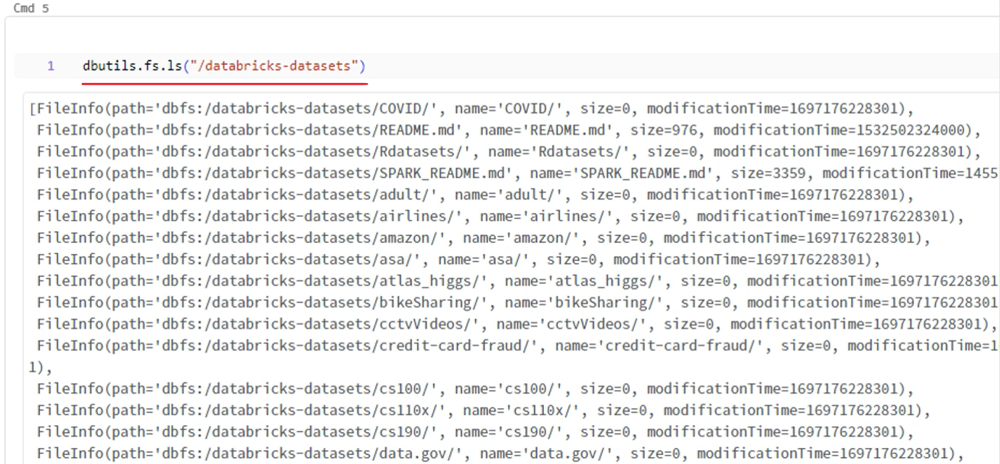 Cmd 5
1 dbutils.fs.ls("/databricks-datasets")
[FileInfo(path='dbfs:/databricks-datasets/COVID/', name='COVID/', size=0, modificationTime=1697176228301),
FileInfo(path='dbfs:/databricks-datasets/README.md', name='README.md', size=976, modificationTime=1532502324000),
FileInfo(path='dbfs:/databricks-datasets/Rdatasets/', name='Rdatasets/', size=0, modificationTime=1697176228301),
FileInfo(path='dbfs:/databricks-datasets/SPARK_README.md', name='SPARK_README.md', size=3359, modificationTime=1455
FileInfo(path='dbfs:/databricks-datasets/adult/', name='adult/', size=0, modificationTime=1697176228301),
FileInfo(path='dbfs:/databricks-datasets/airlines/', name='airlines/', size=0, modificationTime=1697176228301),
FileInfo(path='dbfs:/databricks-datasets/amazon/', name='amazon/', size=0, modificationTime=1697176228301),
FileInfo(path='dbfs:/databricks-datasets/asa/', name='asa/', size=0, modificationTime=1697176228301),
FileInfo(path='dbfs:/databricks-datasets/atlas_higgs/', name='atlas_higgs/', size=0, modificationTime=1697176228301
FileInfo(path='dbfs:/databricks-datasets/bikeSharing/', name='bikeSharing/', size=0, modificationTime=1697176228301
FileInfo(path='dbfs:/databricks-datasets/cctvVideos/', name='cctvVideos/', size=0, modificationTime=1697176228301),
FileInfo(path='dbfs:/databricks-datasets/credit-card-fraud/', name='credit-card-fraud/', size=0, modificationTime=1
1),
FileInfo(path='dbfs:/databricks-datasets/cs100/', name='cs100/', size=0, modificationTime=1697176228301),
FileInfo(path='dbfs:/databricks-datasets/cs110x/', name='cs110x/', size=0, modificationTime=1697176228301),
FileInfo(path='dbfs:/databricks-datasets/cs190/', name='cs190/', size=0, modificationTime=1697176228301),
FileInfo(path='dbfs:/databricks-datasets/data.gov/', name='data.gov/', size=0, modificationTime=1697176228301),